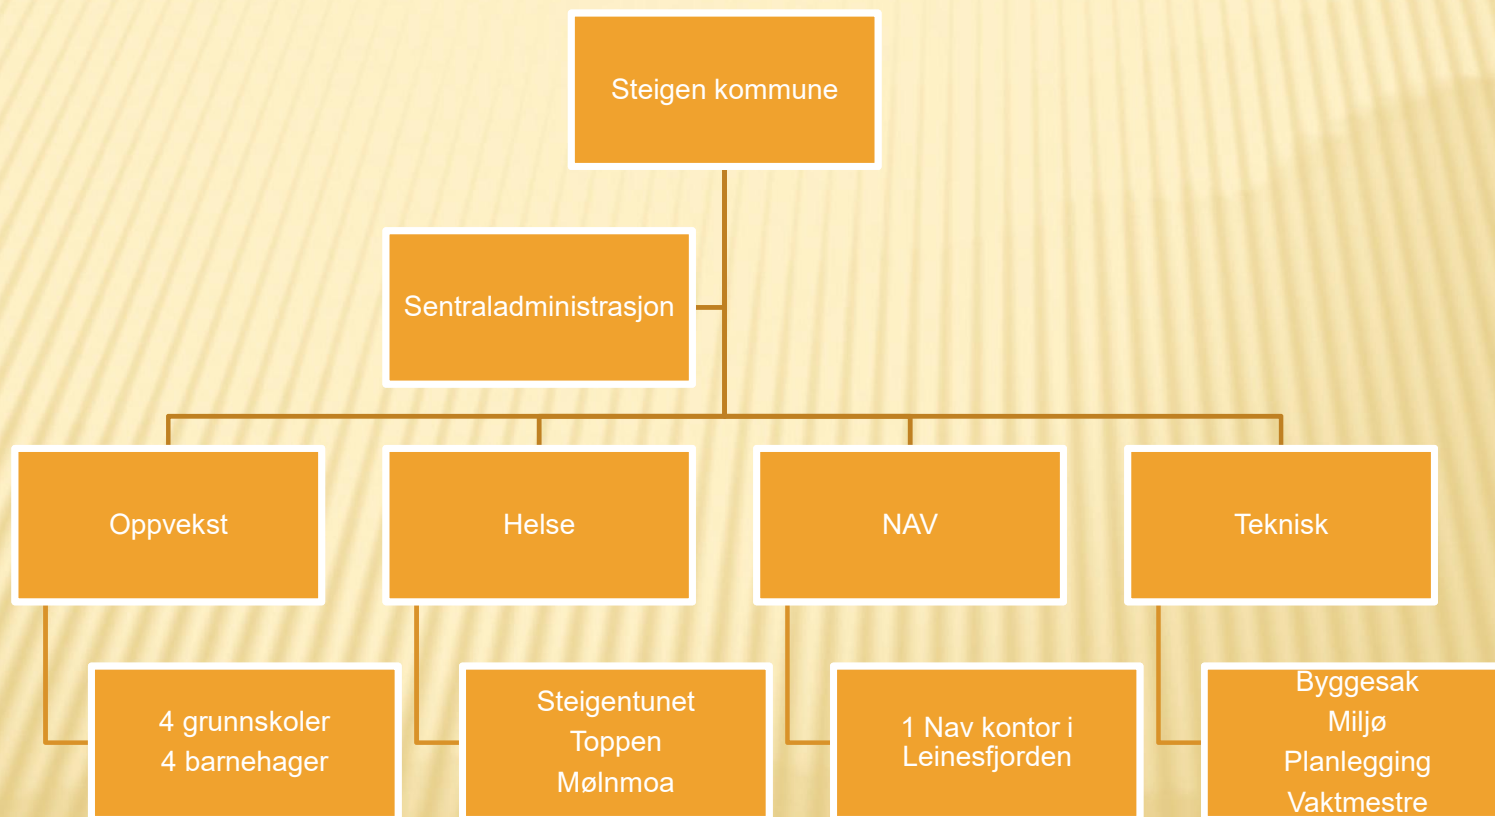 Steigen kommune
Sentraladministrasjon
Oppvekst
Helse
NAV
Teknisk
4 grunnskoler
4 barnehager
Steigentunet
Toppen
Mølnmoa
1 Nav kontor i
Leinesfjorden
Byggesak
Miljø
Planlegging
Vaktmestre